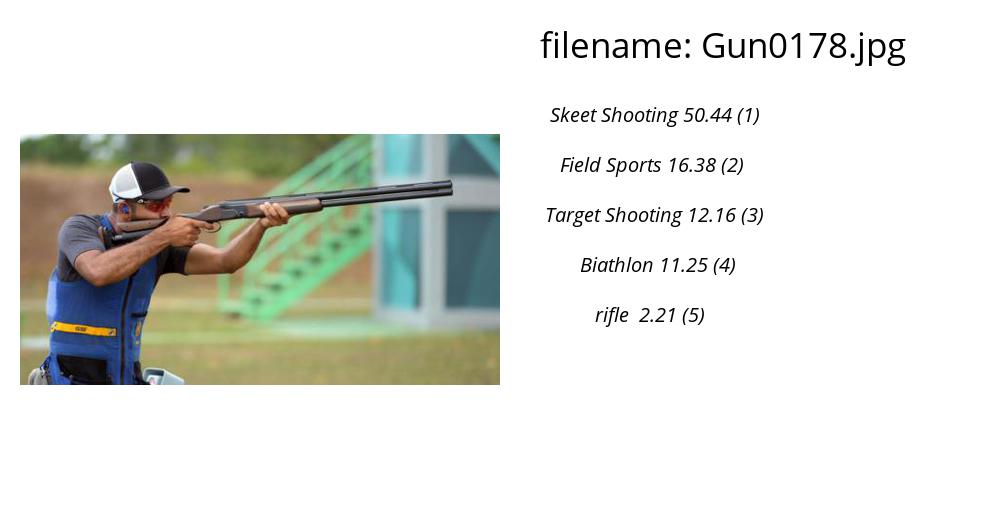 filename: Gun0178.jpg
Skeet Shooting 50.44 (1)
Field Sports 16.38 (2)
Target Shooting 12.16 (3)
Biathlon 11.25 (4)
rifle 2.21 (5)